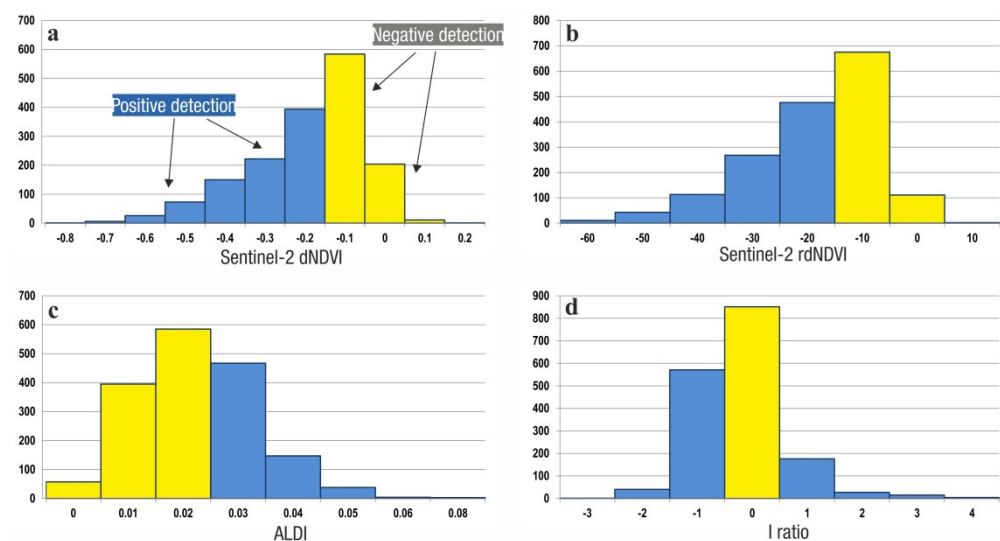 a
Negative detection
Positive detection
700
600
500
400
300
200
100
0
-0.8 -0.7 -0.6 -0.5 -0.4 -0.3 -0.2 -0.1 0 0.1 0.2
Sentinel-2 dNDVI
b
800
700
600
500
400
300
200
100
0
-60 -50 -40 -30 -20 -10 0 10
Sentinel-2 rdNDVI
c
700
600
500
400
300
200
100
0
0 0.01 0.02 0.03 0.04 0.05 0.06 0.08
ALDI
d
900
800
700
600
500
400
300
200
100
0
-3 -2 -1 0 1 2 3 4
I ratio